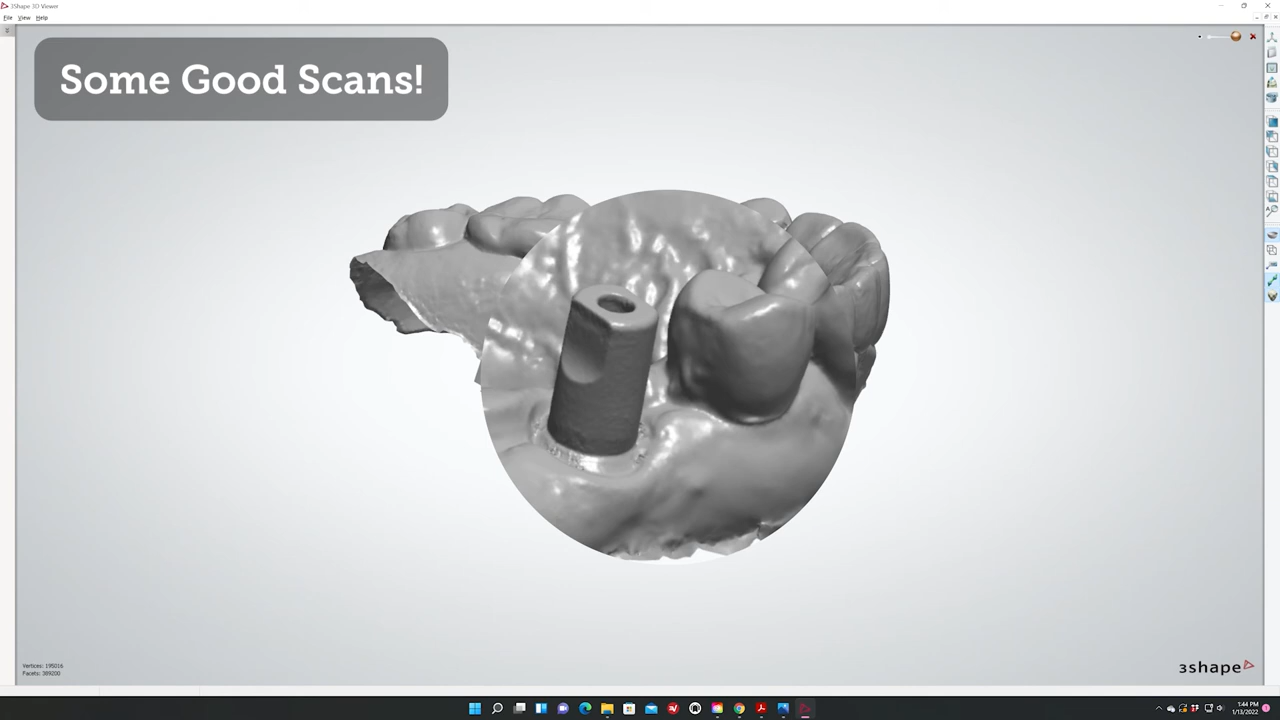 3Shape 3D Viewer
File View Help
Some Good Scans!
Vertices: 195016
Facets: 389200
3shape
1:44 PM
1/13/2022